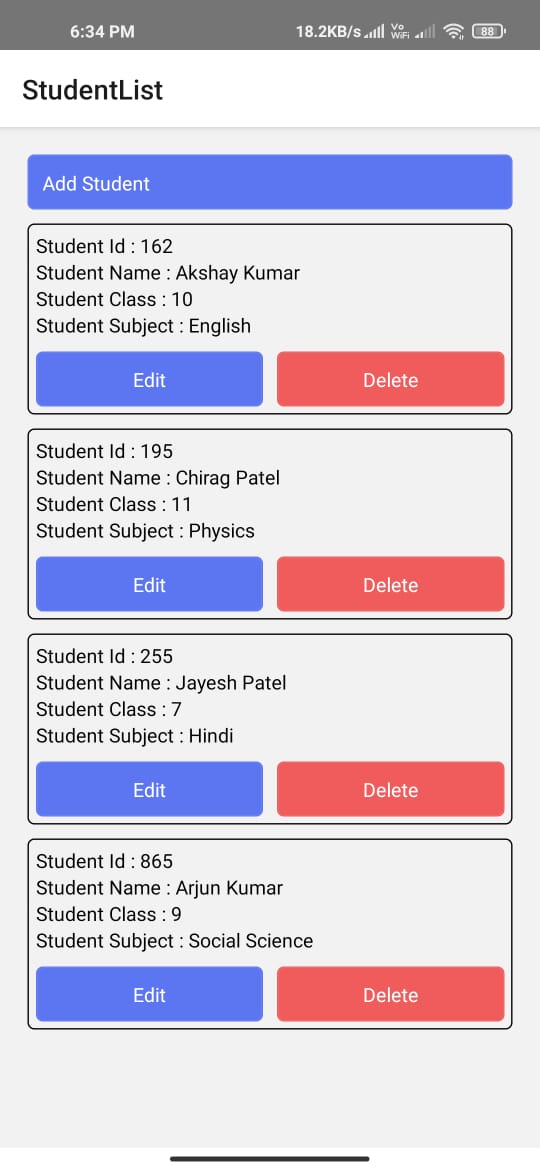 6:34 PM 18.2KB/s Vo WiFi 88
StudentList
Add Student
Student Id : 162
Student Name : Akshay Kumar
Student Class : 10
Student Subject : English
Edit Delete
Student Id : 195
Student Name : Chirag Patel
Student Class : 11
Student Subject : Physics
Edit Delete
Student Id : 255
Student Name : Jayesh Patel
Student Class : 7
Student Subject : Hindi
Edit Delete
Student Id : 865
Student Name : Arjun Kumar
Student Class : 9
Student Subject : Social Science
Edit Delete